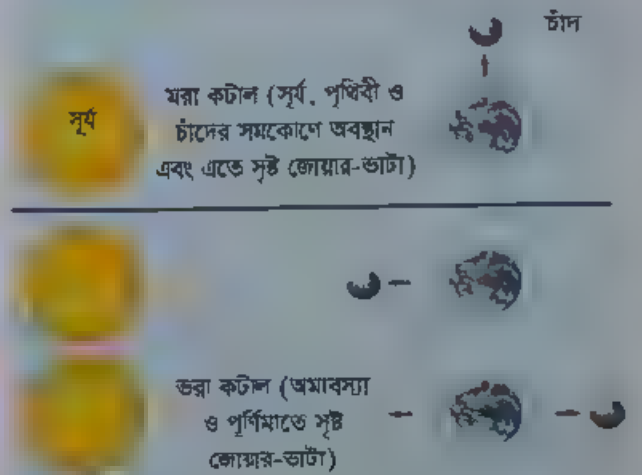 চাঁদ
সূর্য
মরা কটাল (সূর্য, পৃথিবী ও
চাঁদের সমকোণে অবস্থান
এবং এতে সৃষ্ট জোয়ার-ভাটা)
ভরা কটাল (অমাবস্যা
ও পূর্ণিমাতে সৃষ্ট
জোয়ার-ভাটা)